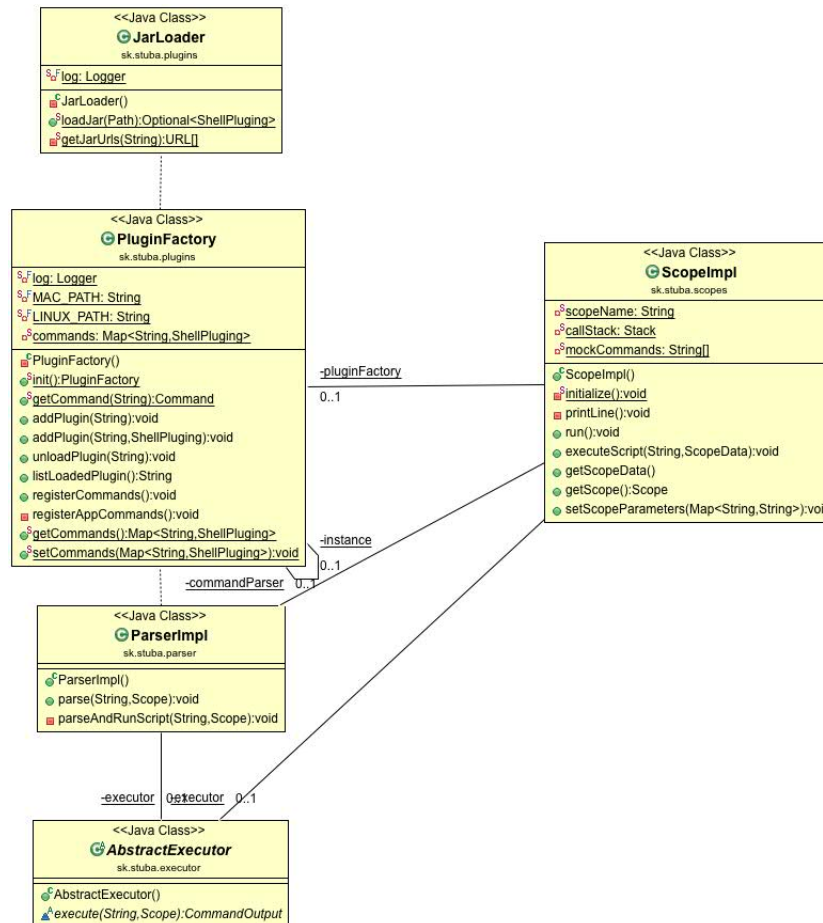 <<Java Class>>
JarLoader
sk.stuba.plugins
log: Logger
JarLoader()
loadJar(Path):Optional<ShellPluging>
getJarUrls(String):URL[]
<<Java Class>>
PluginFactory
sk.stuba.plugins
log: Logger
MAC_PATH: String
LINUX_PATH: String
commands: Map<String,ShellPluging>
PluginFactory()
init():PluginFactory
getCommand(String):Command
addPlugin(String):void
addPlugin(String,ShellPluging):void
unloadPlugin(String):void
listLoadedPlugin():String
registerCommands():void
registerAppCommands():void
getCommands():Map<String,ShellPluging>
setCommands(Map<String,ShellPluging>):void
-pluginFactory
0..1
<<Java Class>>
ScopeImpl
sk.stuba.scopes
scopeName: String
callStack: Stack
mockCommands: String[]
ScopeImpl()
initialize():void
printLine():void
run():void
executeScript(String,ScopeData):void
getScopeData()
getScope():Scope
setScopeParameters(Map<String,String>):voi
-instance
0..1
-commandParser 0..1
<<Java Class>>
ParserImpl
sk.stuba.parser
ParserImpl()
parse(String,Scope):void
parseAndRunScript(String,Scope):void
-executor 0..1
-executor 0..1
<<Java Class>>
AbstractExecutor
sk.stuba.executor
AbstractExecutor()
execute(String,Scope):CommandOutput